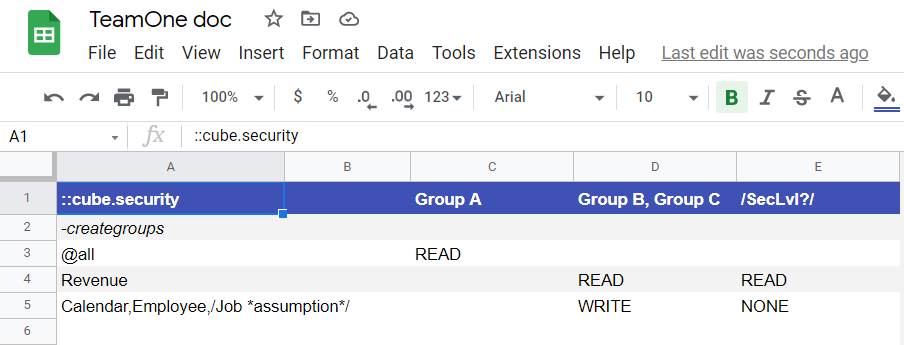 TeamOne doc
File Edit View Insert Format Data Tools Extensions Help Last edit was seconds ago
100% $ % .0 .00 123 Arial 10 B I S A
A1 fx ::cube.security
A B C D E
1 ::cube.security Group A Group B, Group C /SecLvl?/
2 -creategroups
3 @all READ
4 Revenue READ READ
5 Calendar,Employee,/Job *assumption*/ WRITE NONE
6